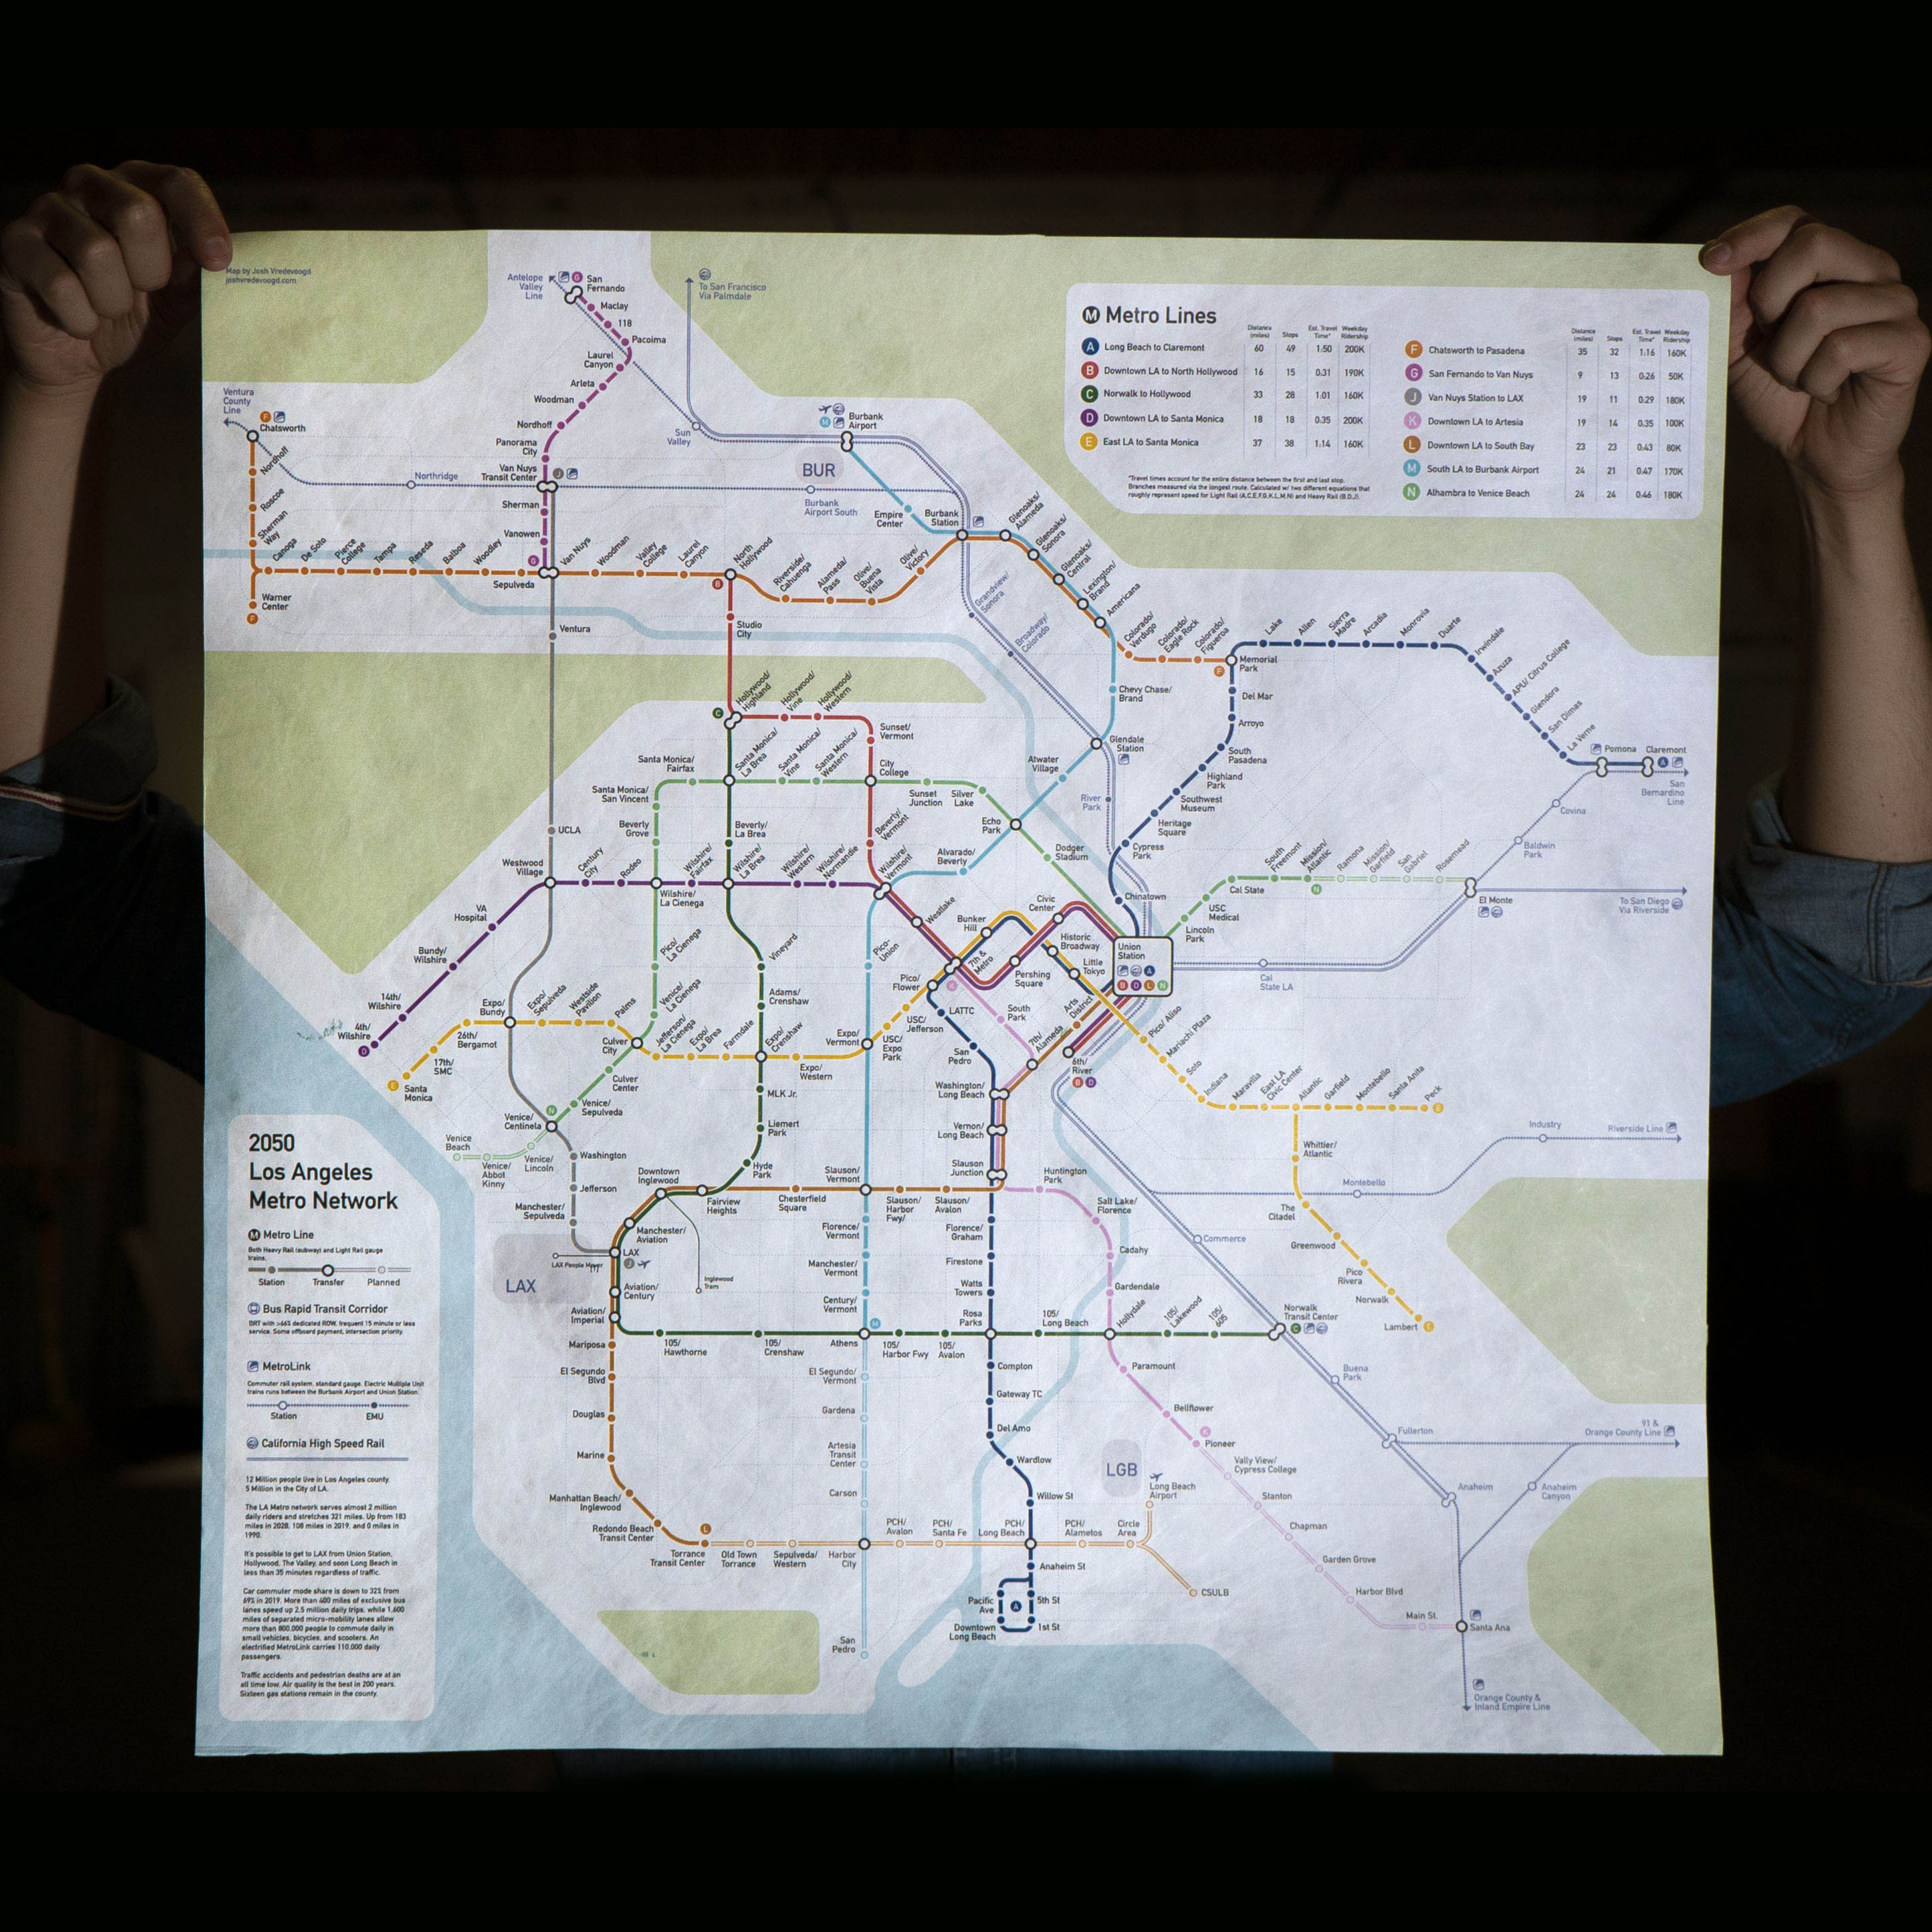 Map by Josh Vredevoogd
joshvredevoogd.com
Antelope
Valley
Line
G
San
Fernando
Maclay
118
Pacoima
Laurel
Canyon
Arleta
Woodman
Nordhoff
Panorama
City
Van Nuys
Transit Center
J
Sherman
Vanowen
G
Sepulveda
To San Francisco
Via Palmdale
Ventura
County
Line
F
Chatsworth
Nordhoff
Roscoe
Sherman
Way
Canoga
De Soto
Pierce
College
Tampa
Reseda
Balboa
Woodley
Van Nuys
Woodman
Valley
College
Laurel
Canyon
North
Hollywood
B
Warner
Center
F
Northridge
Sun
Valley
M
Burbank
Airport
BUR
Burbank
Airport South
Empire
Center
Burbank
Station
Riverside/
Cahuenga
Alameda/
Pass
Olive/
Buena
Vista
Olive/
Victory
Glenoaks/
Alameda
Glenoaks/
Sonora
Glenoaks/
Central
Lexington/
Brand
Americana
Grandview/
Sonora
Broadway/
Colorado
Colorado/
Verdugo
Colorado/
Eagle Rock
Colorado/
Figueroa
F
Memorial
Park
Lake
Allen
Sierra
Madre
Arcadia
Monrovia
Duarte
Irwindale
Azuza
APU/ Citrus College
Glendora
San Dimas
La Verne
Pomona
Claremont
A
San
Bernardino
Line
Covina
Baldwin
Park
M Metro Lines
Distance
(miles)
Stops
Est. Travel
Time*
Weekday
Ridership
A Long Beach to Claremont 60 49 1:50 200K
B Downtown LA to North Hollywood 16 15 0:31 190K
C Norwalk to Hollywood 33 28 1.01 160K
D Downtown LA to Santa Monica 18 18 0.35 200K
E East LA to Santa Monica 37 38 1.14 160K
*Travel times account for the entire distance between the first and last stop.
Branches measured via the longest route. Calculated w/ two different equations that
roughly represent speed for Light Rail (A,C,E,F,G,K,L,M,N) and Heavy Rail (B,D,J).
Distance
(miles)
Stops
Est. Travel
Time*
Weekday
Ridership
F Chatsworth to Pasadena 35 32 1.16 160K
G San Fernando to Van Nuys 9 13 0:26 50K
J Van Nuys Station to LAX 19 11 0:29 180K
K Downtown LA to Artesia 19 14 0.35 100K
L Downtown LA to South Bay 23 23 0:43 80K
M South LA to Burbank Airport 24 21 0.47 170K
N Alhambra to Venice Beach 24 24 0.46 180K
Ventura
UCLA
Westwood
Village
Studio
City
C
Hollywood/
Highland
Hollywood/
Vine
Hollywood/
Western
Sunset/
Vermont
Santa Monica/
Fairfax
Santa Monica/
La Brea
Santa Monica/
Vine
Santa Monica/
Western
City
College
Sunset
Junction
Silver
Lake
Santa Monica/
San Vincent
Beverly
Grove
Beverly/
La Brea
Beverly/
Vermont
Echo
Park
Dodger
Stadium
Atwater
Village
Chevy Chase/
Brand
Glendale
Station
River
Park
Del Mar
Arroyo
South
Pasadena
Highland
Park
Southwest
Museum
Heritage
Square
Cypress
Park
Chinatown
Alvarado/
Beverly
Century
City
Rodeo
Wilshire/
Fairfax
Wilshire/
La Brea
Wilshire/
Western
Wilshire/
Normandie
Wilshire/
Vermont
Wilshire/
La Cienega
VA
Hospital
Bundy/
Wilshire
14th/
Wilshire
4th/
Wilshire
D
Westlake
Bunker
Hill
Civic
Center
Historic
Broadway
Little
Tokyo
Pershing
Square
7th &
Metro
K
Pico-
Union
Pico/
Flower
LATTC
South
Park
San
Pedro
Arts
District
7th/
Alameda
6th/
River
B D
Union
Station
A
B D L N
Lincoln
Park
USC
Medical
Cal State
South
Fremont
Mission/
Atlantic
N
Ramona
Mission/
Garfield
San
Gabriel
Rosemead
El Monte
To San Diego
Via Riverside
Cal
State LA
Pico/ Aliso
Mariachi Plaza
Soto
Indiana
Maravilla
East LA
Civic Center
Atlantic
Garfield
Montebello
Santa Anita
Peck
E
Whittier/
Atlantic
The
Citadel
Greenwood
Pico
Rivera
Norwalk
Lambert
E
Industry
Riverside Line
Montebello
Pico/
La Cienega
Venice/
La Cienega
Vineyard
Adams/
Crenshaw
Expo/
Bundy
Expo/
Sepulveda
Westside
Pavilion
Palms
Culver
City
Jefferson/
La Cienega
Expo/
La Brea
Farmdale
Expo/
Crenshaw
Expo/
Western
Expo/
Vermont
USC/
Expo
Park
USC/
Jefferson
26th/
Bergamot
17th/
SMC
Santa
Monica
E
Culver
Center
Venice/
Sepulveda
N
Venice/
Centinela
Venice/
Lincoln
Venice/
Abbot
Kinny
Venice
Beach
MLK Jr.
Liemert
Park
Hyde
Park
Washington
Jefferson
Manchester/
Sepulveda
Downtown
Inglewood
Fairview
Heights
Chesterfield
Square
Slauson/
Vermont
Slauson/
Harbor
Fwy/
Slauson/
Avalon
Washington/
Long Beach
Vernon/
Long Beach
Slauson
Junction
Huntington
Park
Salt Lake/
Florence
Cadahy
Gardendale
Hollydale
Manchester/
Aviation
LAX
J
LAX People Mover
LAX
Inglewood
Tram
Aviation/
Century
Aviation/
Imperial
Florence/
Vermont
Manchester/
Vermont
Century/
Vermont
M
Florence/
Graham
Firestone
Watts
Towers
Rosa
Parks
105/
Long Beach
105/
Lakewood
105/
605
Norwalk
Transit Center
C
Commerce
105/
Hawthorne
105/
Crenshaw
Athens
105/
Harbor Fwy
105/
Avalon
Mariposa
El Segundo
Blvd
Douglas
Marine
Manhattan Beach/
Inglewood
Redondo Beach
Transit Center
L
Torrance
Transit Center
Old Town
Torrance
Sepulveda/
Western
Harbor
City
El Segundo/
Vermont
Gardena
Artesia
Transit
Center
Carson
San
Pedro
Compton
Gateway TC
Del Amo
Wardlow
Willow St
PCH/
Avalon
PCH/
Santa Fe
PCH/
Long Beach
PCH/
Alametos
Circle
Area
LGB
Long Beach
Airport
CSULB
Anaheim St
Pacific
Ave
A
5th St
Downtown
Long Beach
1st St
Paramount
Bellflower
K
Pioneer
Vally View/
Cypress College
Stanton
Chapman
Garden Grove
Harbor Blvd
Main St.
Santa Ana
Buena
Park
Fullerton
91 &
Orange County Line
Anaheim
Anaheim
Canyon
Orange County &
Inland Empire Line
2050
Los Angeles
Metro Network
M Metro Line
Both Heavy Rail (subway) and Light Rail gauge
trains.
Station Transfer Planned
Bus Rapid Transit Corridor
BRT with >66% dedicated ROW, frequent 15 minute or less
service. Some offboard payment, intersection priority.
MetroLink
Commuter rail system, standard gauge. Electric Multiple Unit
trains runs between the Burbank Airport and Union Station.
Station EMU
California High Speed Rail
12 Million people live in Los Angeles county.
5 Million in the City of LA.
The LA Metro network serves almost 2 million
daily riders and stretches 321 miles. Up from 183
miles in 2028, 108 miles in 2019, and 0 miles in
1990.
It's possible to get to LAX from Union Station,
Hollywood, The Valley, and soon Long Beach in
less than 35 minutes regardless of traffic.
Car commuter mode share is down to 32% from
69% in 2019. More than 400 miles of exclusive bus
lanes speed up 2.5 million daily trips, while 1,600
miles of separated micro-mobility lanes allow
more than 800,000 people to commute daily in
small vehicles, bicycles, and scooters. An
electrified MetroLink carries 110,000 daily
passengers.
Traffic accidents and pedestrian deaths are at an
all time low. Air quality is the best in 200 years.
Sixteen gas stations remain in the county.